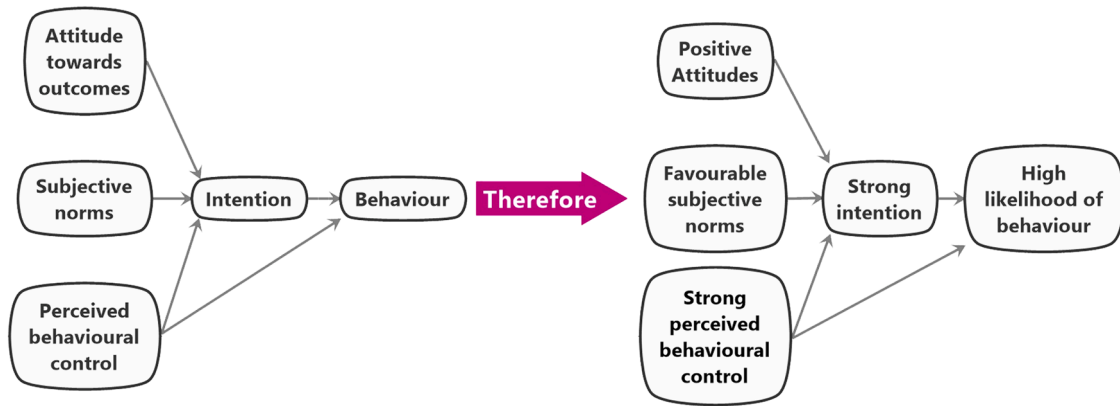 Attitude
towards
outcomes
Subjective
norms
Perceived
behavioural
control
Intention
Behaviour
Therefore
Positive
Attitudes
Favourable
subjective
norms
Strong
perceived
behavioural
control
Strong
intention
High
likelihood of
behaviour